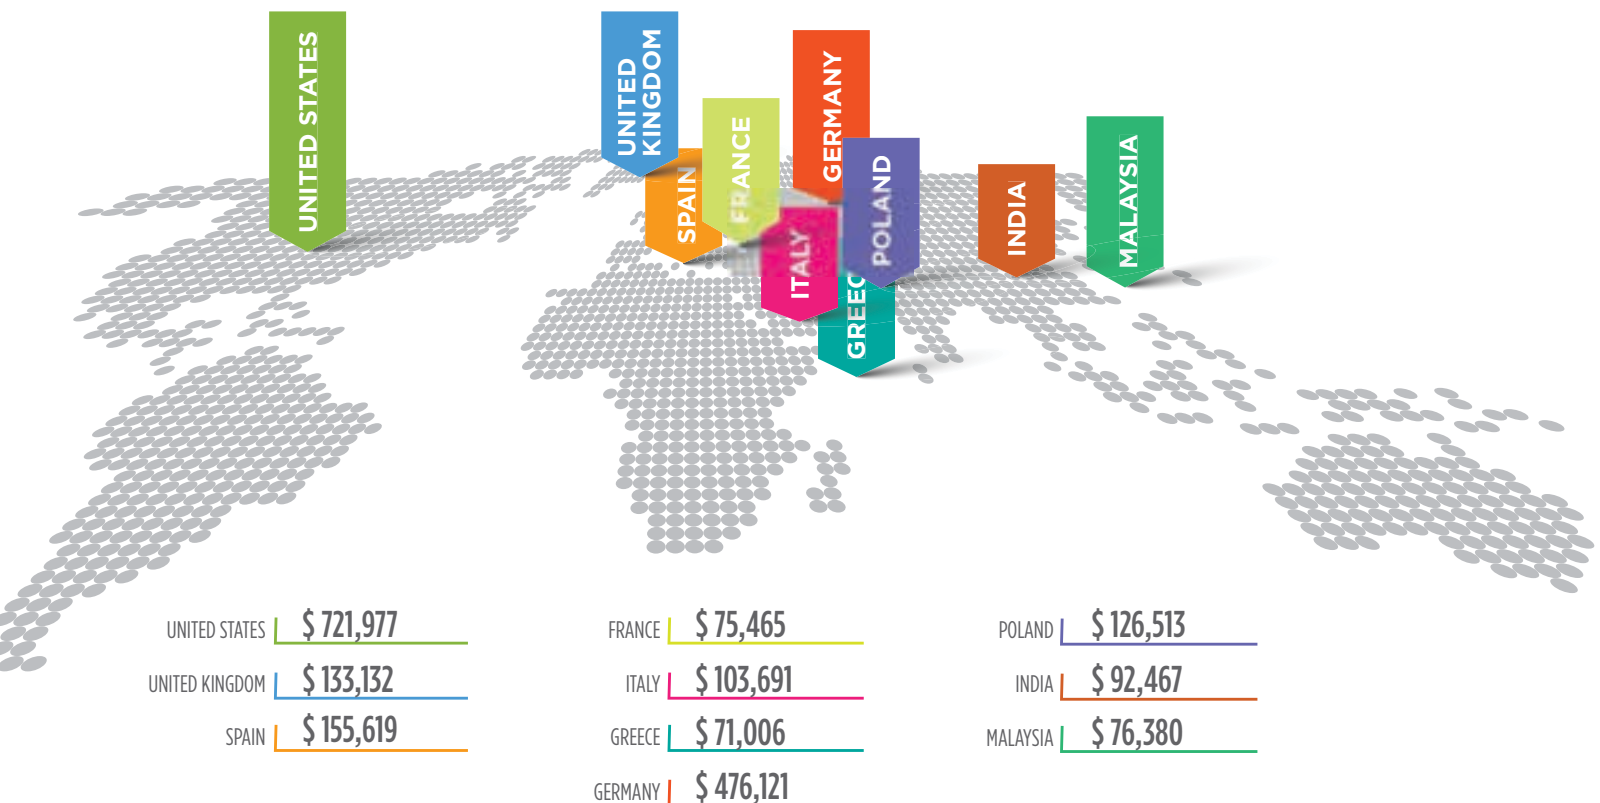 UNITED STATES
UNITED
KINGDOM
SPAIN
FRANCE
GERMANY
POLAND
ITALY
GREEC
INDIA
MALAYSIA
UNITED STATES $ 721,977
UNITED KINGDOM $ 133,132
SPAIN $ 155,619
FRANCE $ 75,465
ITALY $ 103,691
GREECE $ 71,006
GERMANY $ 476,121
POLAND $ 126,513
INDIA $ 92,467
MALAYSIA $ 76,380